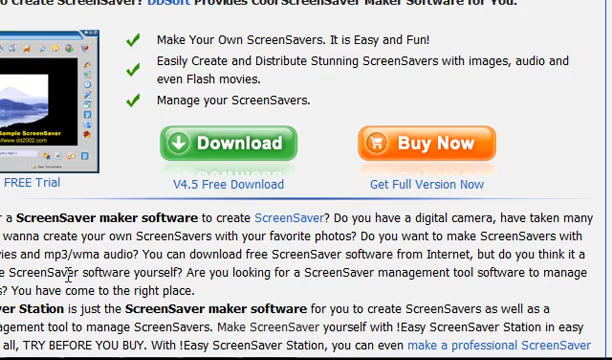 o Create ScreenSaver? DDSoft Provides Cool ScreenSaver Maker Software for You.
Make Your Own ScreenSavers. It is Easy and Fun!
Easily Create and Distribute Stunning ScreenSavers with images, audio and
even Flash movies.
Manage your ScreenSavers.
Sample ScreenSaver
//www.dd2002.com
Download
Buy Now
FREE Trial
V4.5 Free Download
Get Full Version Now
r a ScreenSaver maker software to create ScreenSaver? Do you have a digital camera, have taken many
wanna create your own ScreenSavers with your favorite photos? Do you want to make ScreenSavers with
vies and mp3/wma audio? You can download free ScreenSaver software from Internet, but do you think it a
e ScreenSaver software yourself? Are you looking for a ScreenSaver management tool software to manage
s? You have come to the right place.
ver Station is just the ScreenSaver maker software for you to create ScreenSavers as well as a
agement tool to manage ScreenSavers. Make ScreenSaver yourself with !Easy ScreenSaver Station in easy
all, TRY BEFORE YOU BUY. With !Easy ScreenSaver Station, you can even make a professional ScreenSaver